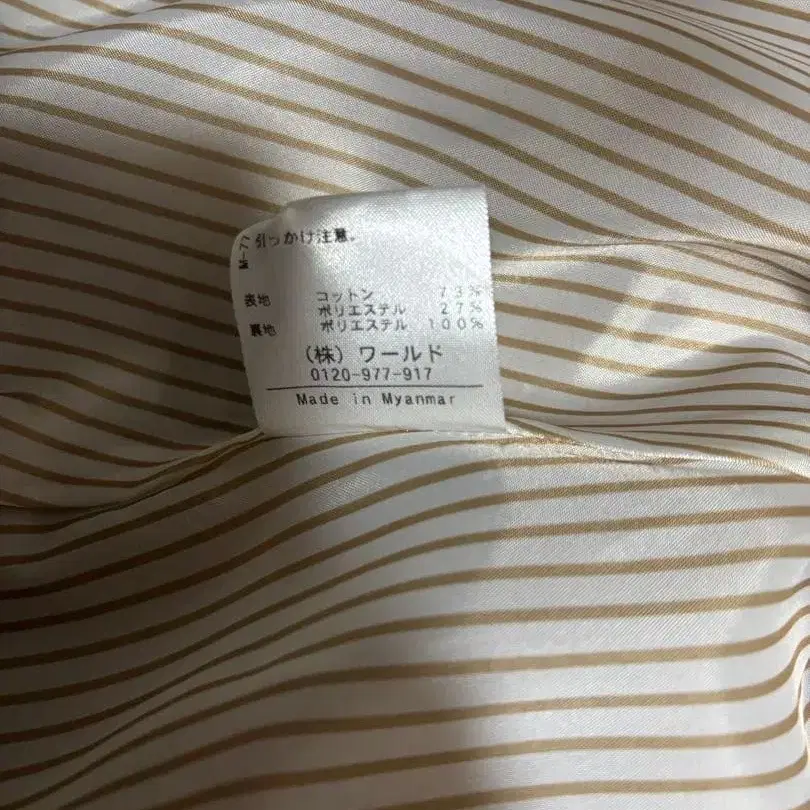 M-77 引っかけ注意。
表地 コットン 73%
ポリエステル 27%
裏地 ポリエステル 100%
(株) ワールド
0120-977-917
Made in Myanmar